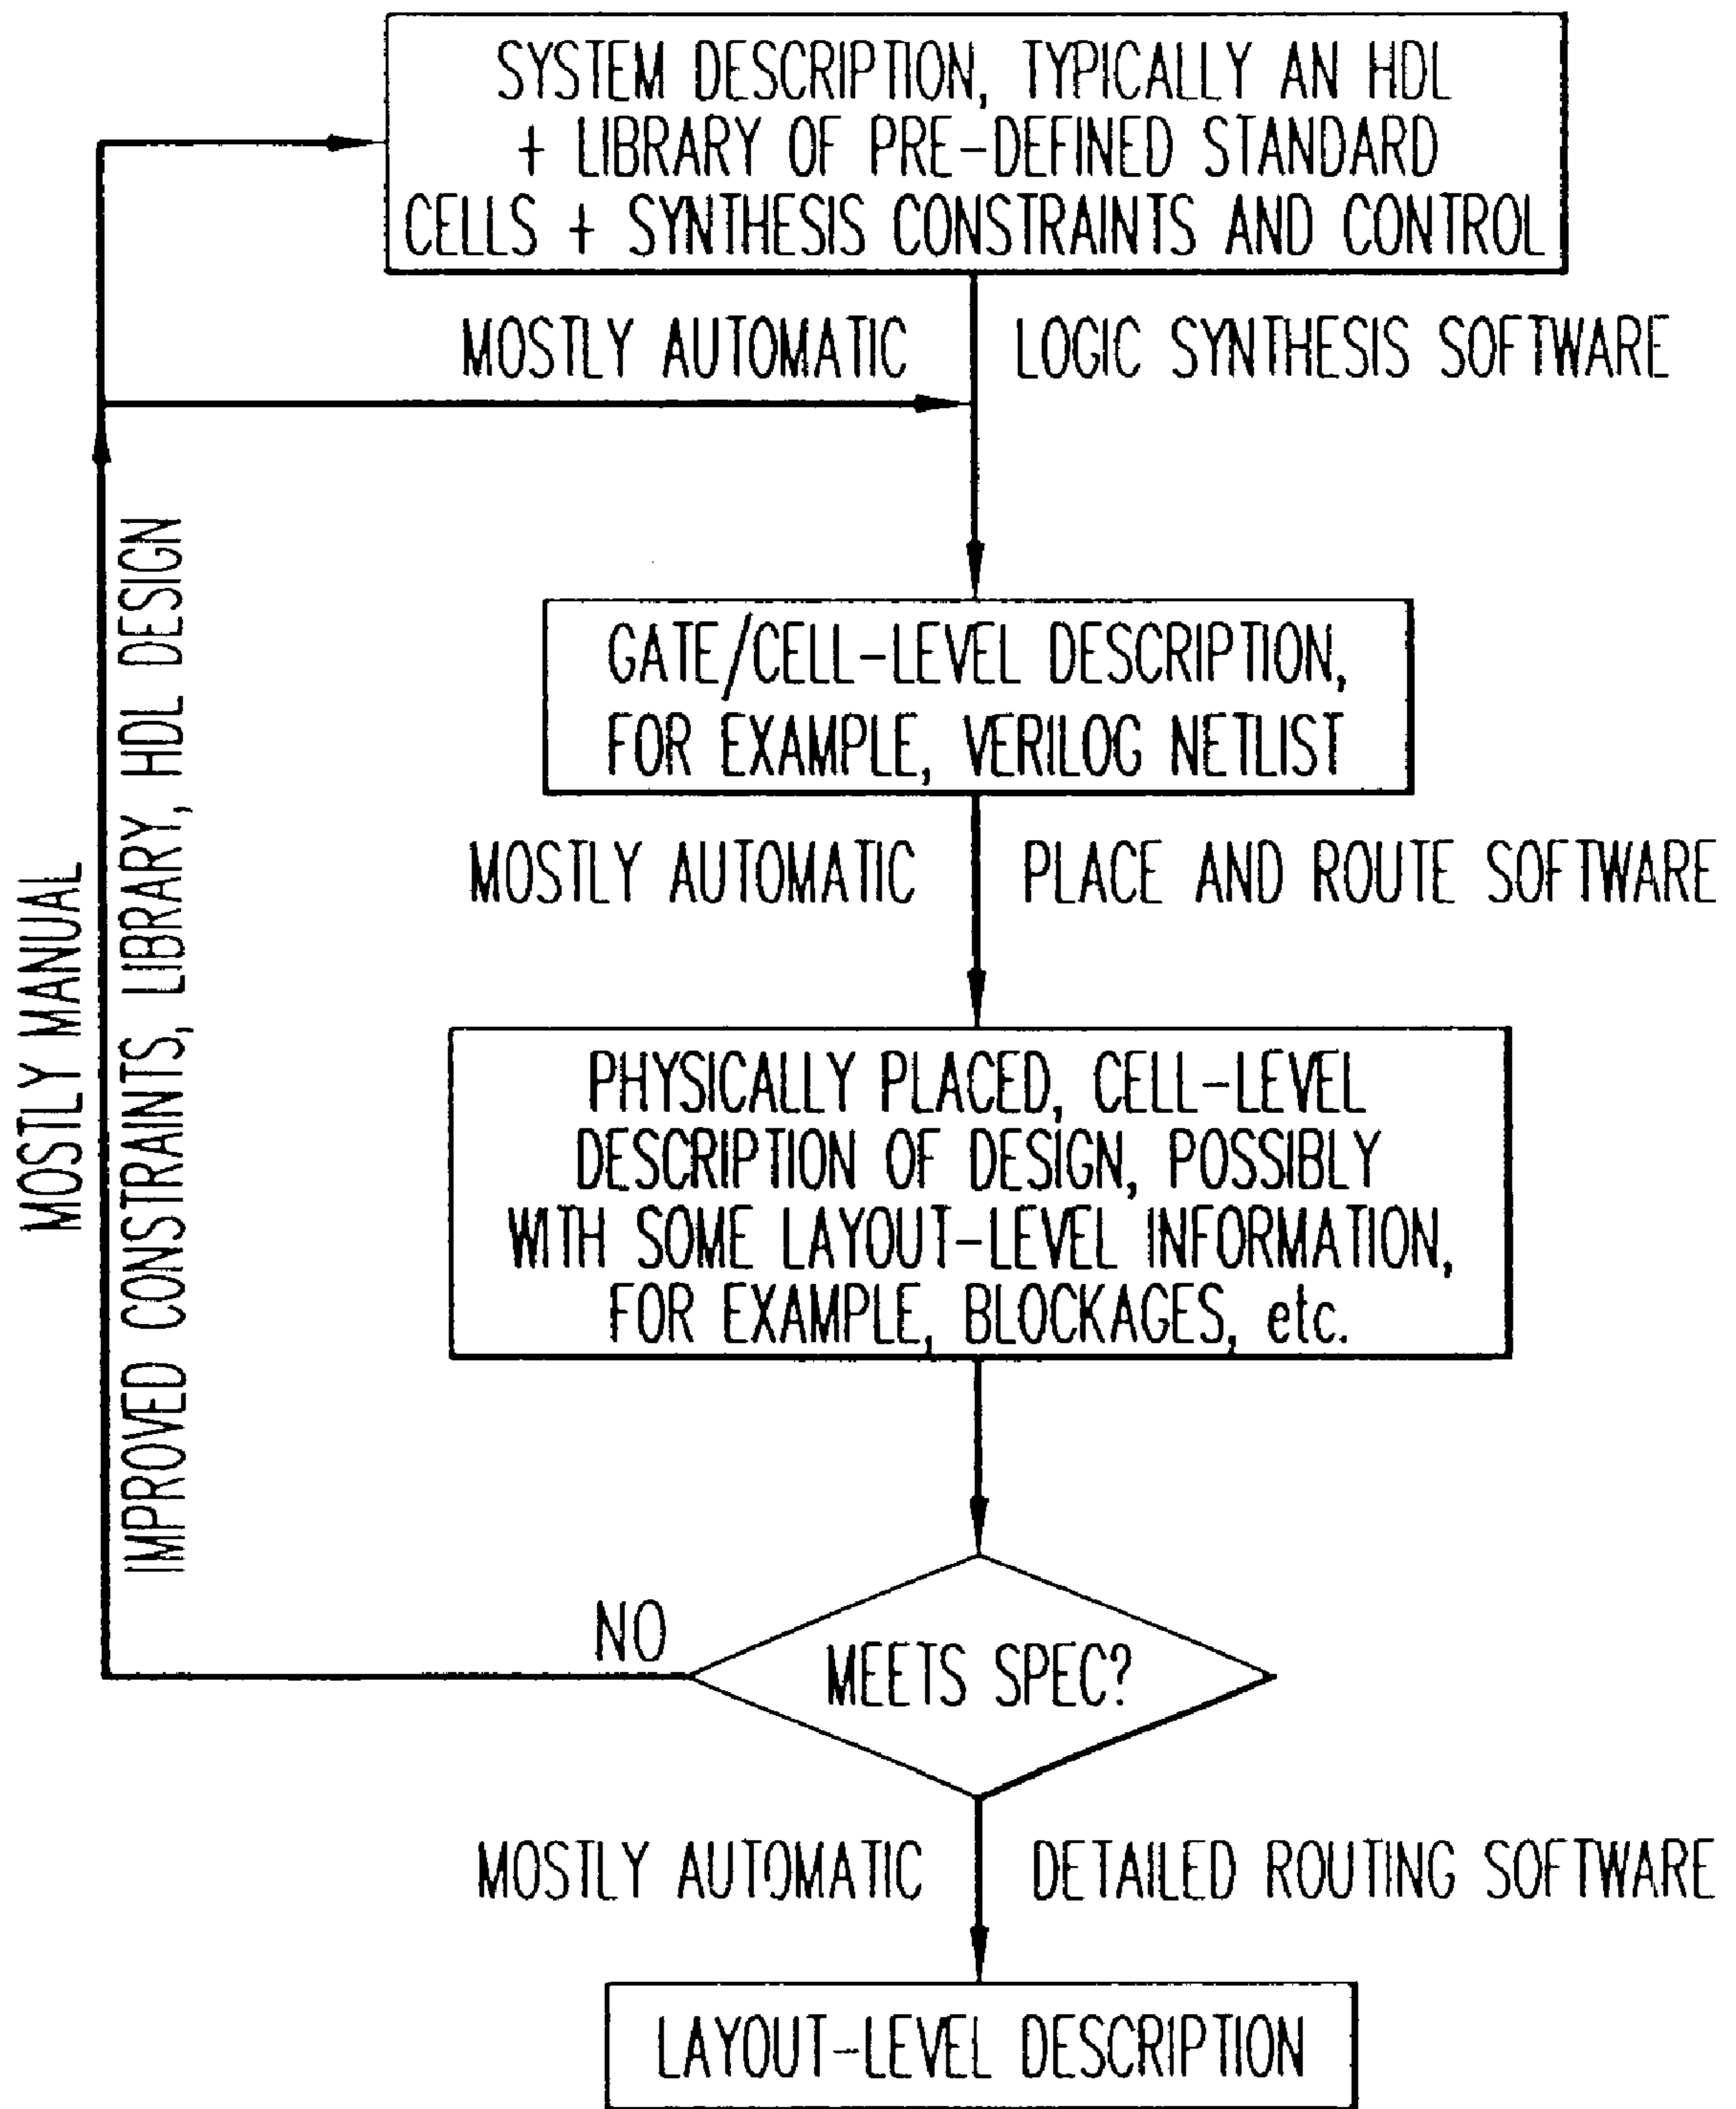 SYSTEM DESCRIPTION, TYPICALLY AN HDL
+ LIBRARY OF PRE-DEFINED STANDARD
CELLS + SYNTHESIS CONSTRAINTS AND CONTROL
MOSTLY AUTOMATIC
LOGIC SYNTHESIS SOFTWARE
GATE/CELL-LEVEL DESCRIPTION,
FOR EXAMPLE, VERILOG NETLIST
MOSTLY AUTOMATIC
PLACE AND ROUTE SOFTWARE
MOSTLY MANUAL
IMPROVED CONSTRAINTS, LIBRARY, HDL DESIGN
PHYSICALLY PLACED, CELL-LEVEL
DESCRIPTION OF DESIGN, POSSIBLY
WITH SOME LAYOUT-LEVEL INFORMATION,
FOR EXAMPLE, BLOCKAGES, etc.
NO
MEETS SPEC?
MOSTLY AUTOMATIC
DETAILED ROUTING SOFTWARE
LAYOUT-LEVEL DESCRIPTION